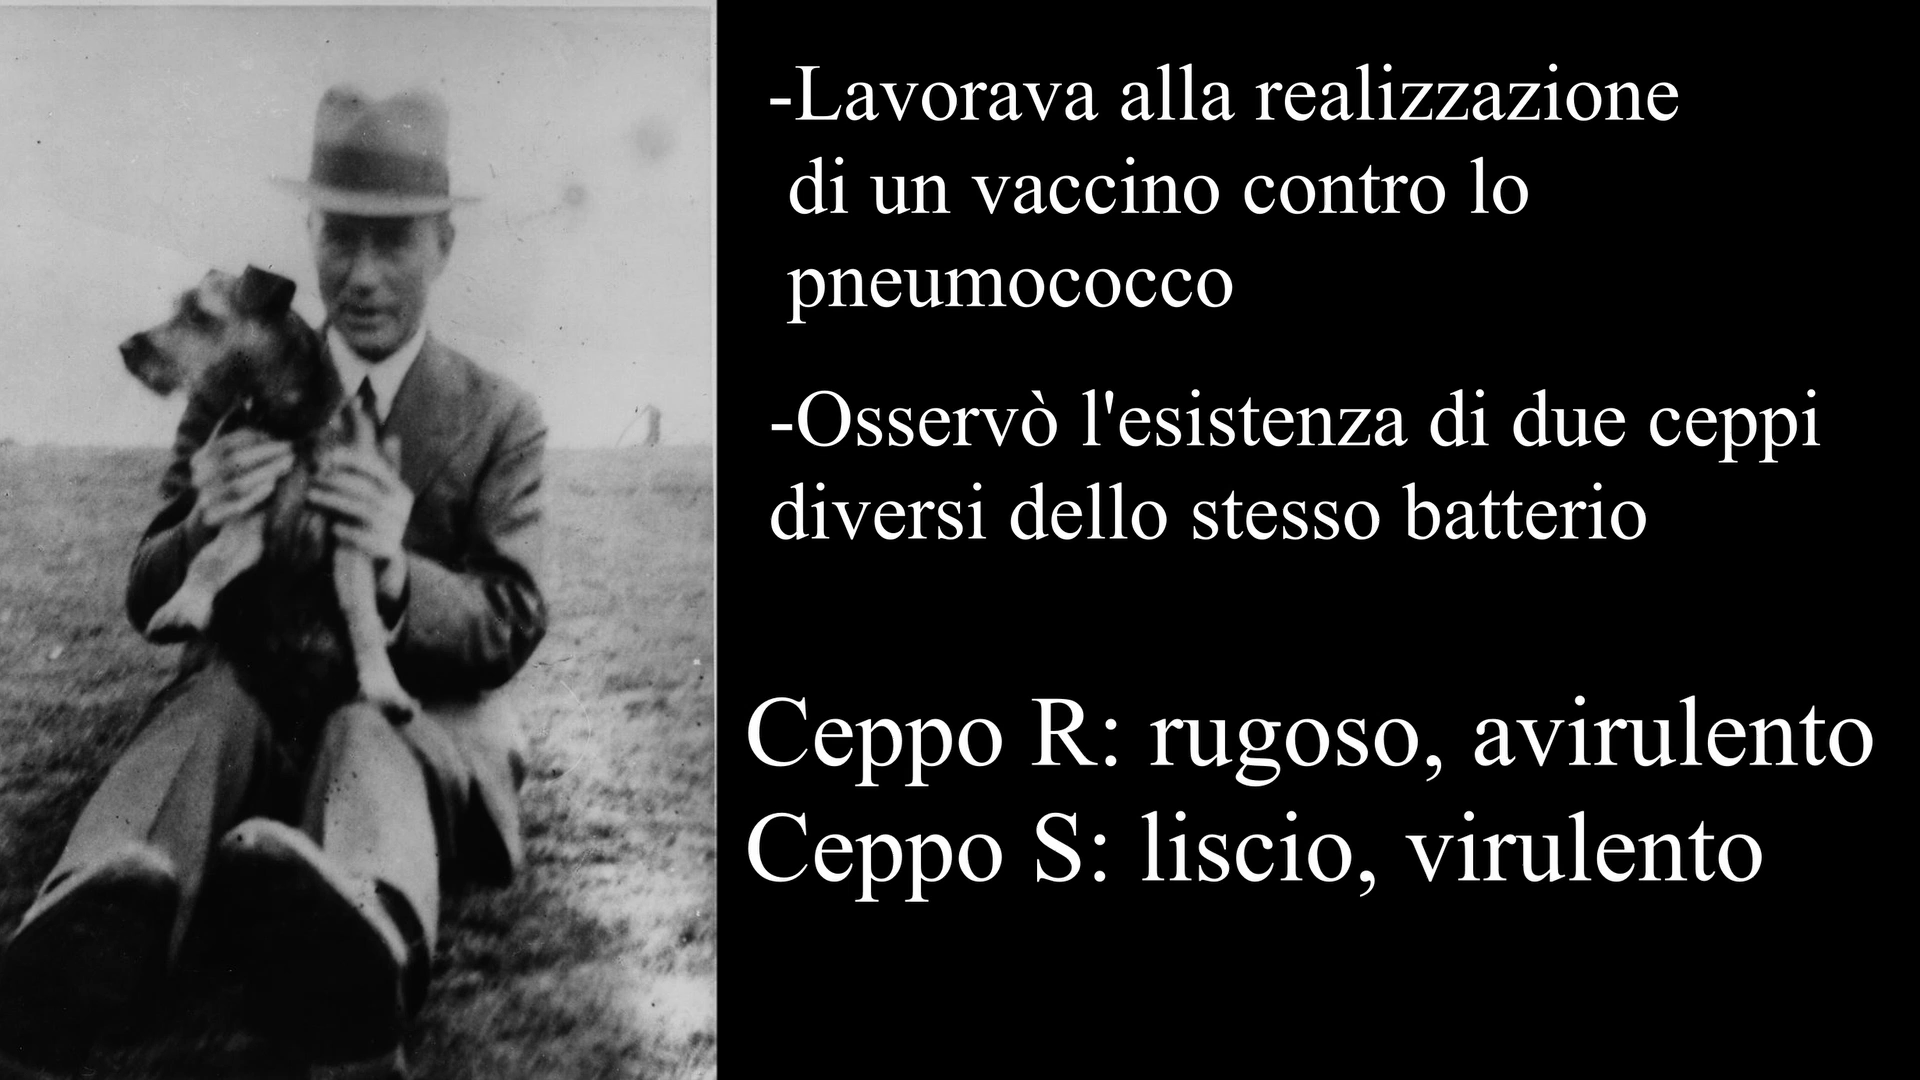 -Lavorava alla realizzazione
di un vaccino contro lo
pneumococco
-Osservò l'esistenza di due ceppi
diversi dello stesso batterio
Ceppo R: rugoso, avirulento
Ceppo S: liscio, virulento